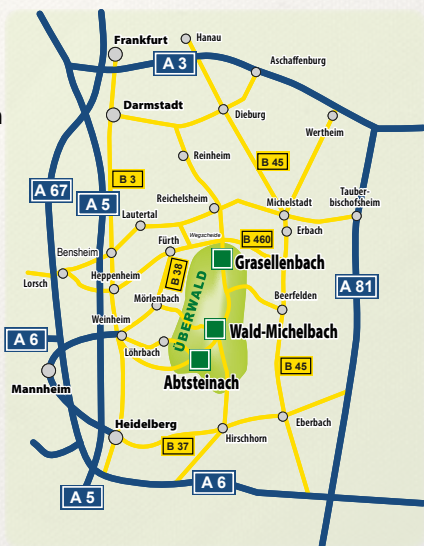 Frankfurt
Hanau
A 3
Aschaffenburg
Darmstadt
Dieburg
Wertheim
Reinheim
B 45
B 3
A 67
A 5
Reichelsheim
Michelstadt
Tauber-
bischofsheim
Lautertal
Wegscheide
Erbach
Fürth
B 460
Bensheim
Grasellenbach
Lorsch
Heppenheim
B 38
A 81
Mörlenbach
ÜBERWALD
Beerfelden
Weinheim
Wald-Michelbach
A 6
Löhrbach
Abtsteinach
B 45
Mannheim
Heidelberg
Eberbach
B 37
Hirschhorn
A 5
A 6